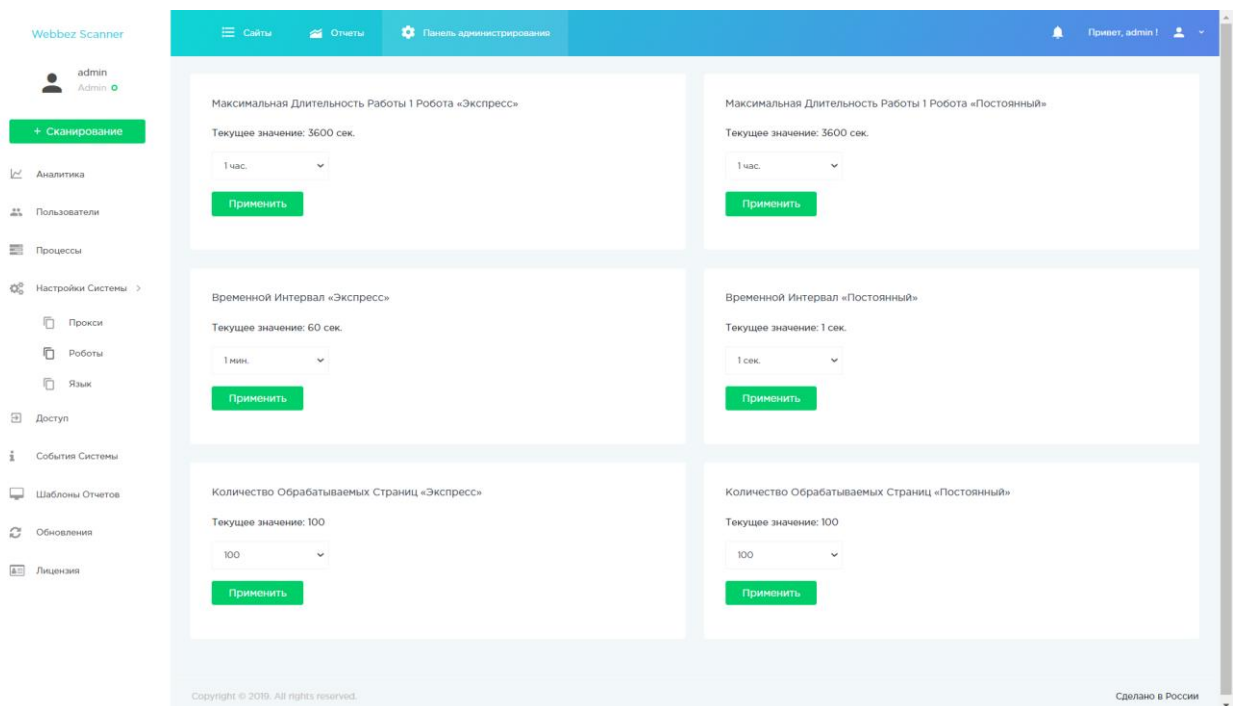 Webbez Scanner
admin
Admin
+ Сканирование
Аналитика
Пользователи
Процессы
Настройки Системы >
Прокси
Роботы
Язык
Доступ
События Системы
Шаблоны Отчетов
Обновления
Лицензия
Сайты
Отчеты
Панель администрирования
Привет, admin !
Максимальная Длительность Работы 1 Робота «Экспресс»
Текущее значение: 3600 сек.
1 час.
Применить
Максимальная Длительность Работы 1 Робота «Постоянный»
Текущее значение: 3600 сек.
1 час.
Применить
Временной Интервал «Экспресс»
Текущее значение: 60 сек.
1 мин.
Применить
Временной Интервал «Постоянный»
Текущее значение: 1 сек.
1 сек.
Применить
Количество Обрабатываемых Страниц «Экспресс»
Текущее значение: 100
100
Применить
Количество Обрабатываемых Страниц «Постоянный»
Текущее значение: 100
100
Применить
Copyright © 2019. All rights reserved.
Сделано в России